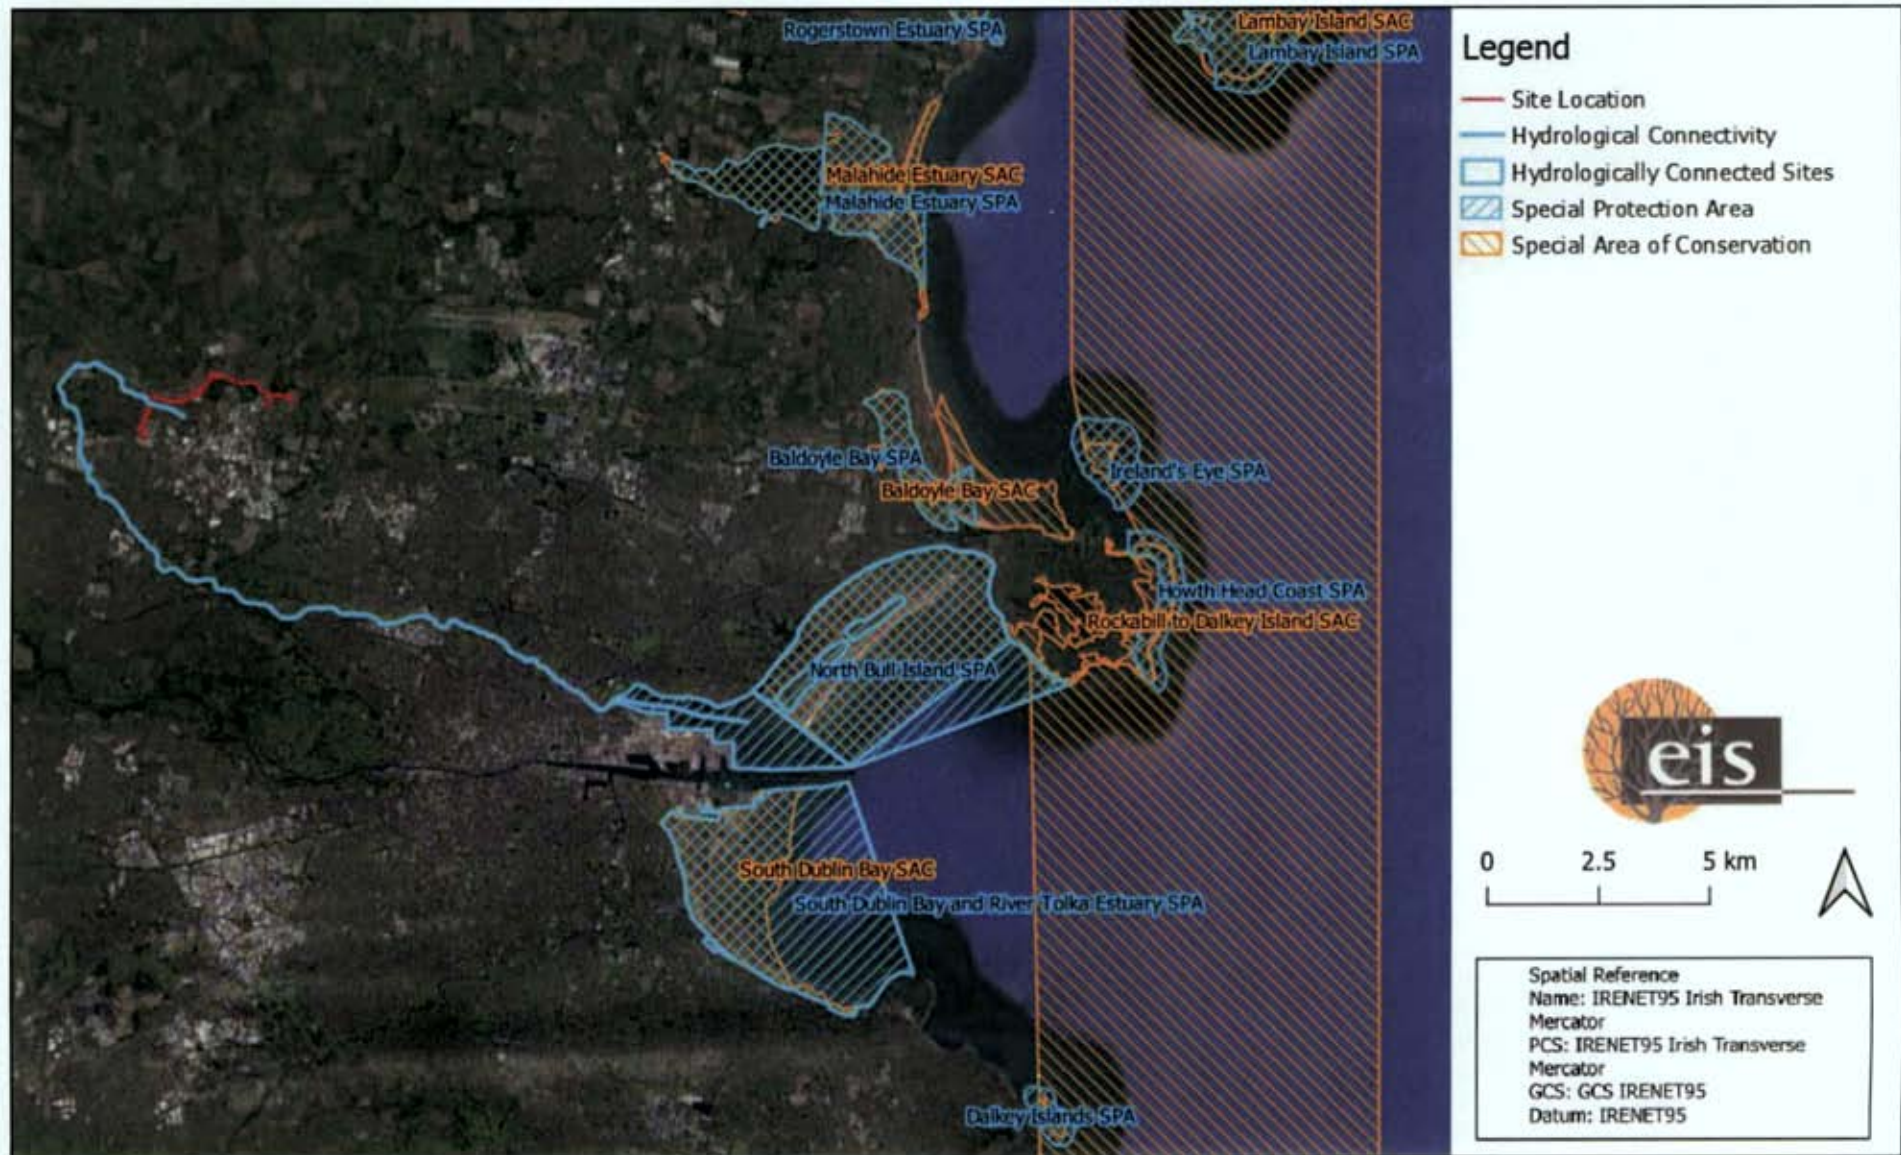 Rogerstown Estuary SPA
Lambay Island SAC
Lambay Island SPA
Malahide Estuary SAC
Malahide Estuary SPA
Baldoyle Bay SPA
Ireland's Eye SPA
Baldoyle Bay SAC
Howth Head Coast SPA
Rockabill to Dalkey Island SAC
North Bull Island SPA
South Dublin Bay SAC
South Dublin Bay and River Tolka Estuary SPA
Dalkey Islands SPA
Legend
Site Location
Hydrological Connectivity
Hydrologically Connected Sites
Special Protection Area
Special Area of Conservation
eis
0 2.5 5 km
Spatial Reference
Name: IRENET95 Irish Transverse
Mercator
PCS: IRENET95 Irish Transverse
Mercator
GCS: GCS IRENET95
Datum: IRENET95